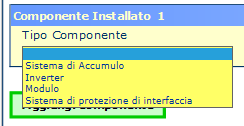 Componente Installato 1
Tipo Componente
Sistema di Accumulo
Inverter
Modulo
Sistema di protezione di interfaccia